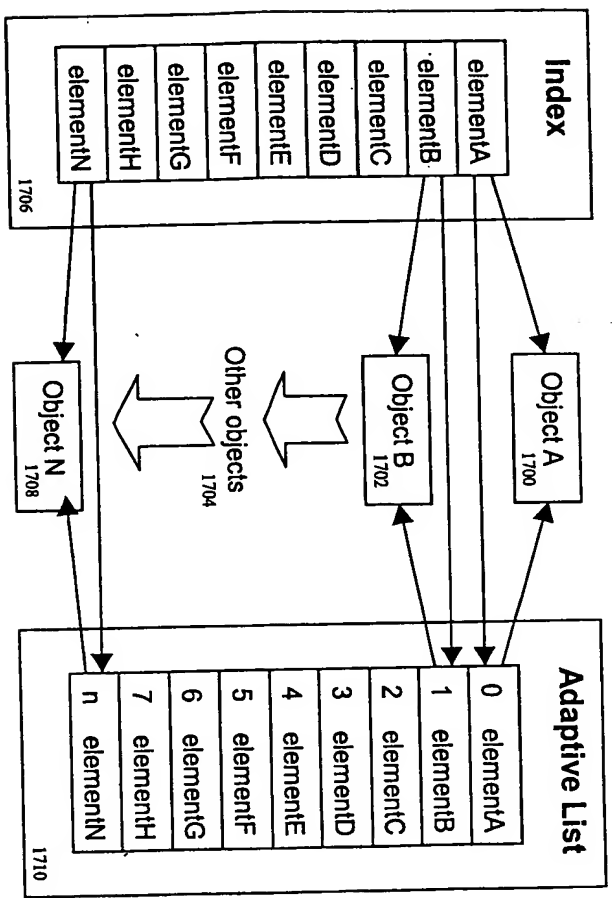 Index
elementA
elementB
elementC
elementD
elementE
elementF
elementG
elementH
elementN
1706
Object A
1700
Object B
1702
Other objects
1704
Object N
1708
Adaptive List
0 elementA
1 elementB
2 elementC
3 elementD
4 elementE
5 elementF
6 elementG
7 elementH
n elementN
1710